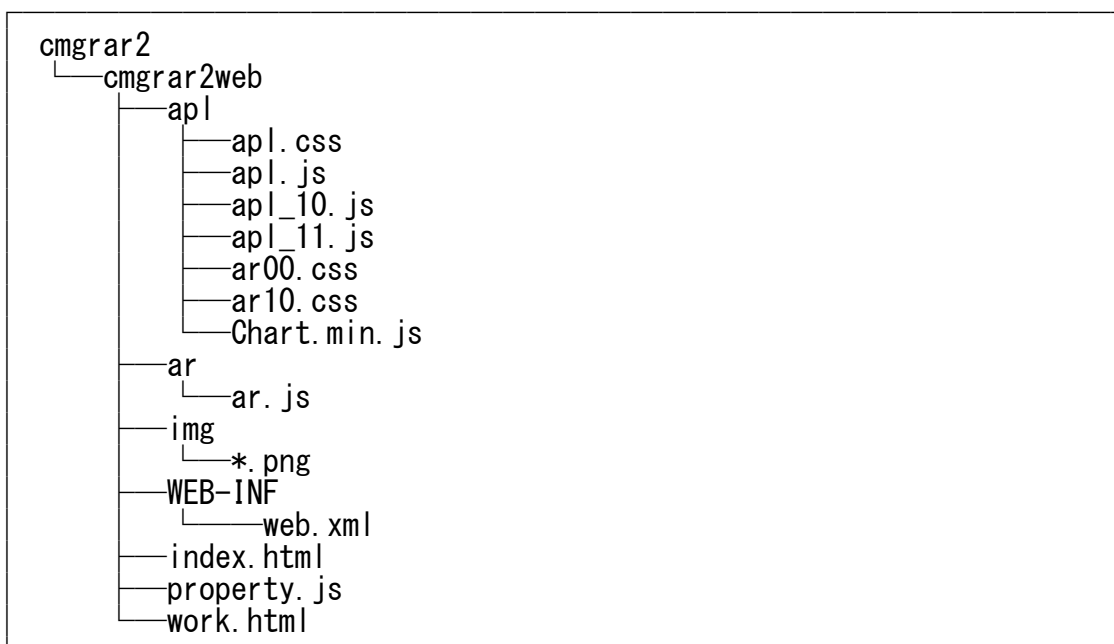 cmgrar2
cmgrar2web
apl
apl.css
apl.js
apl_10.js
apl_11.js
ar00.css
ar10.css
Chart.min.js
ar
ar.js
img
*.png
WEB-INF
web.xml
index.html
property.js
work.html